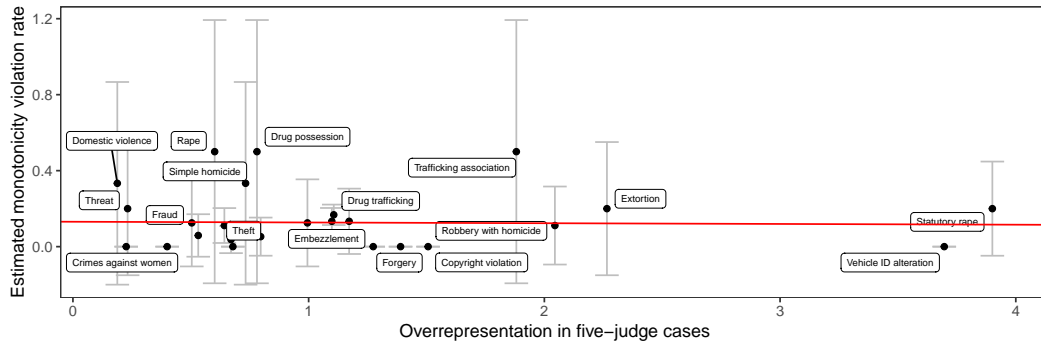 1.2
0.8
0.4
0.0
Estimated monotonicity violation rate
Domestic violence
Rape
Drug possession
Simple homicide
Trafficking association
Threat
Fraud
Drug trafficking
Extortion
Theft
Embezzlement
Robbery with homicide
Statutory rape
Crimes against women
Forgery
Copyright violation
Vehicle ID alteration
0
1
2
3
4
Overrepresentation in five−judge cases